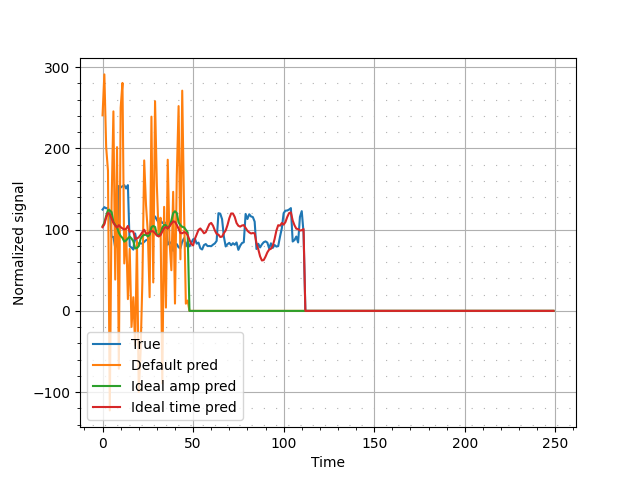 300
200
100
0
−100
Normalized signal
True
Default pred
Ideal amp pred
Ideal time pred
0 50 100 150 200 250
Time